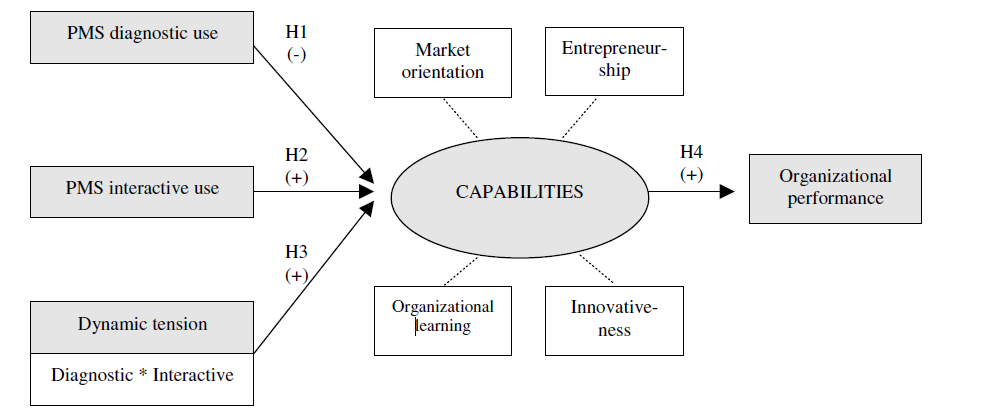 PMS diagnostic use
H1
(-)
Market
orientation
Entrepreneur-
ship
PMS interactive use
H2
(+)
CAPABILITIES
H4
(+)
Organizational
performance
H3
(+)
Dynamic tension
Diagnostic * Interactive
Organizational
learning
Innovative-
ness